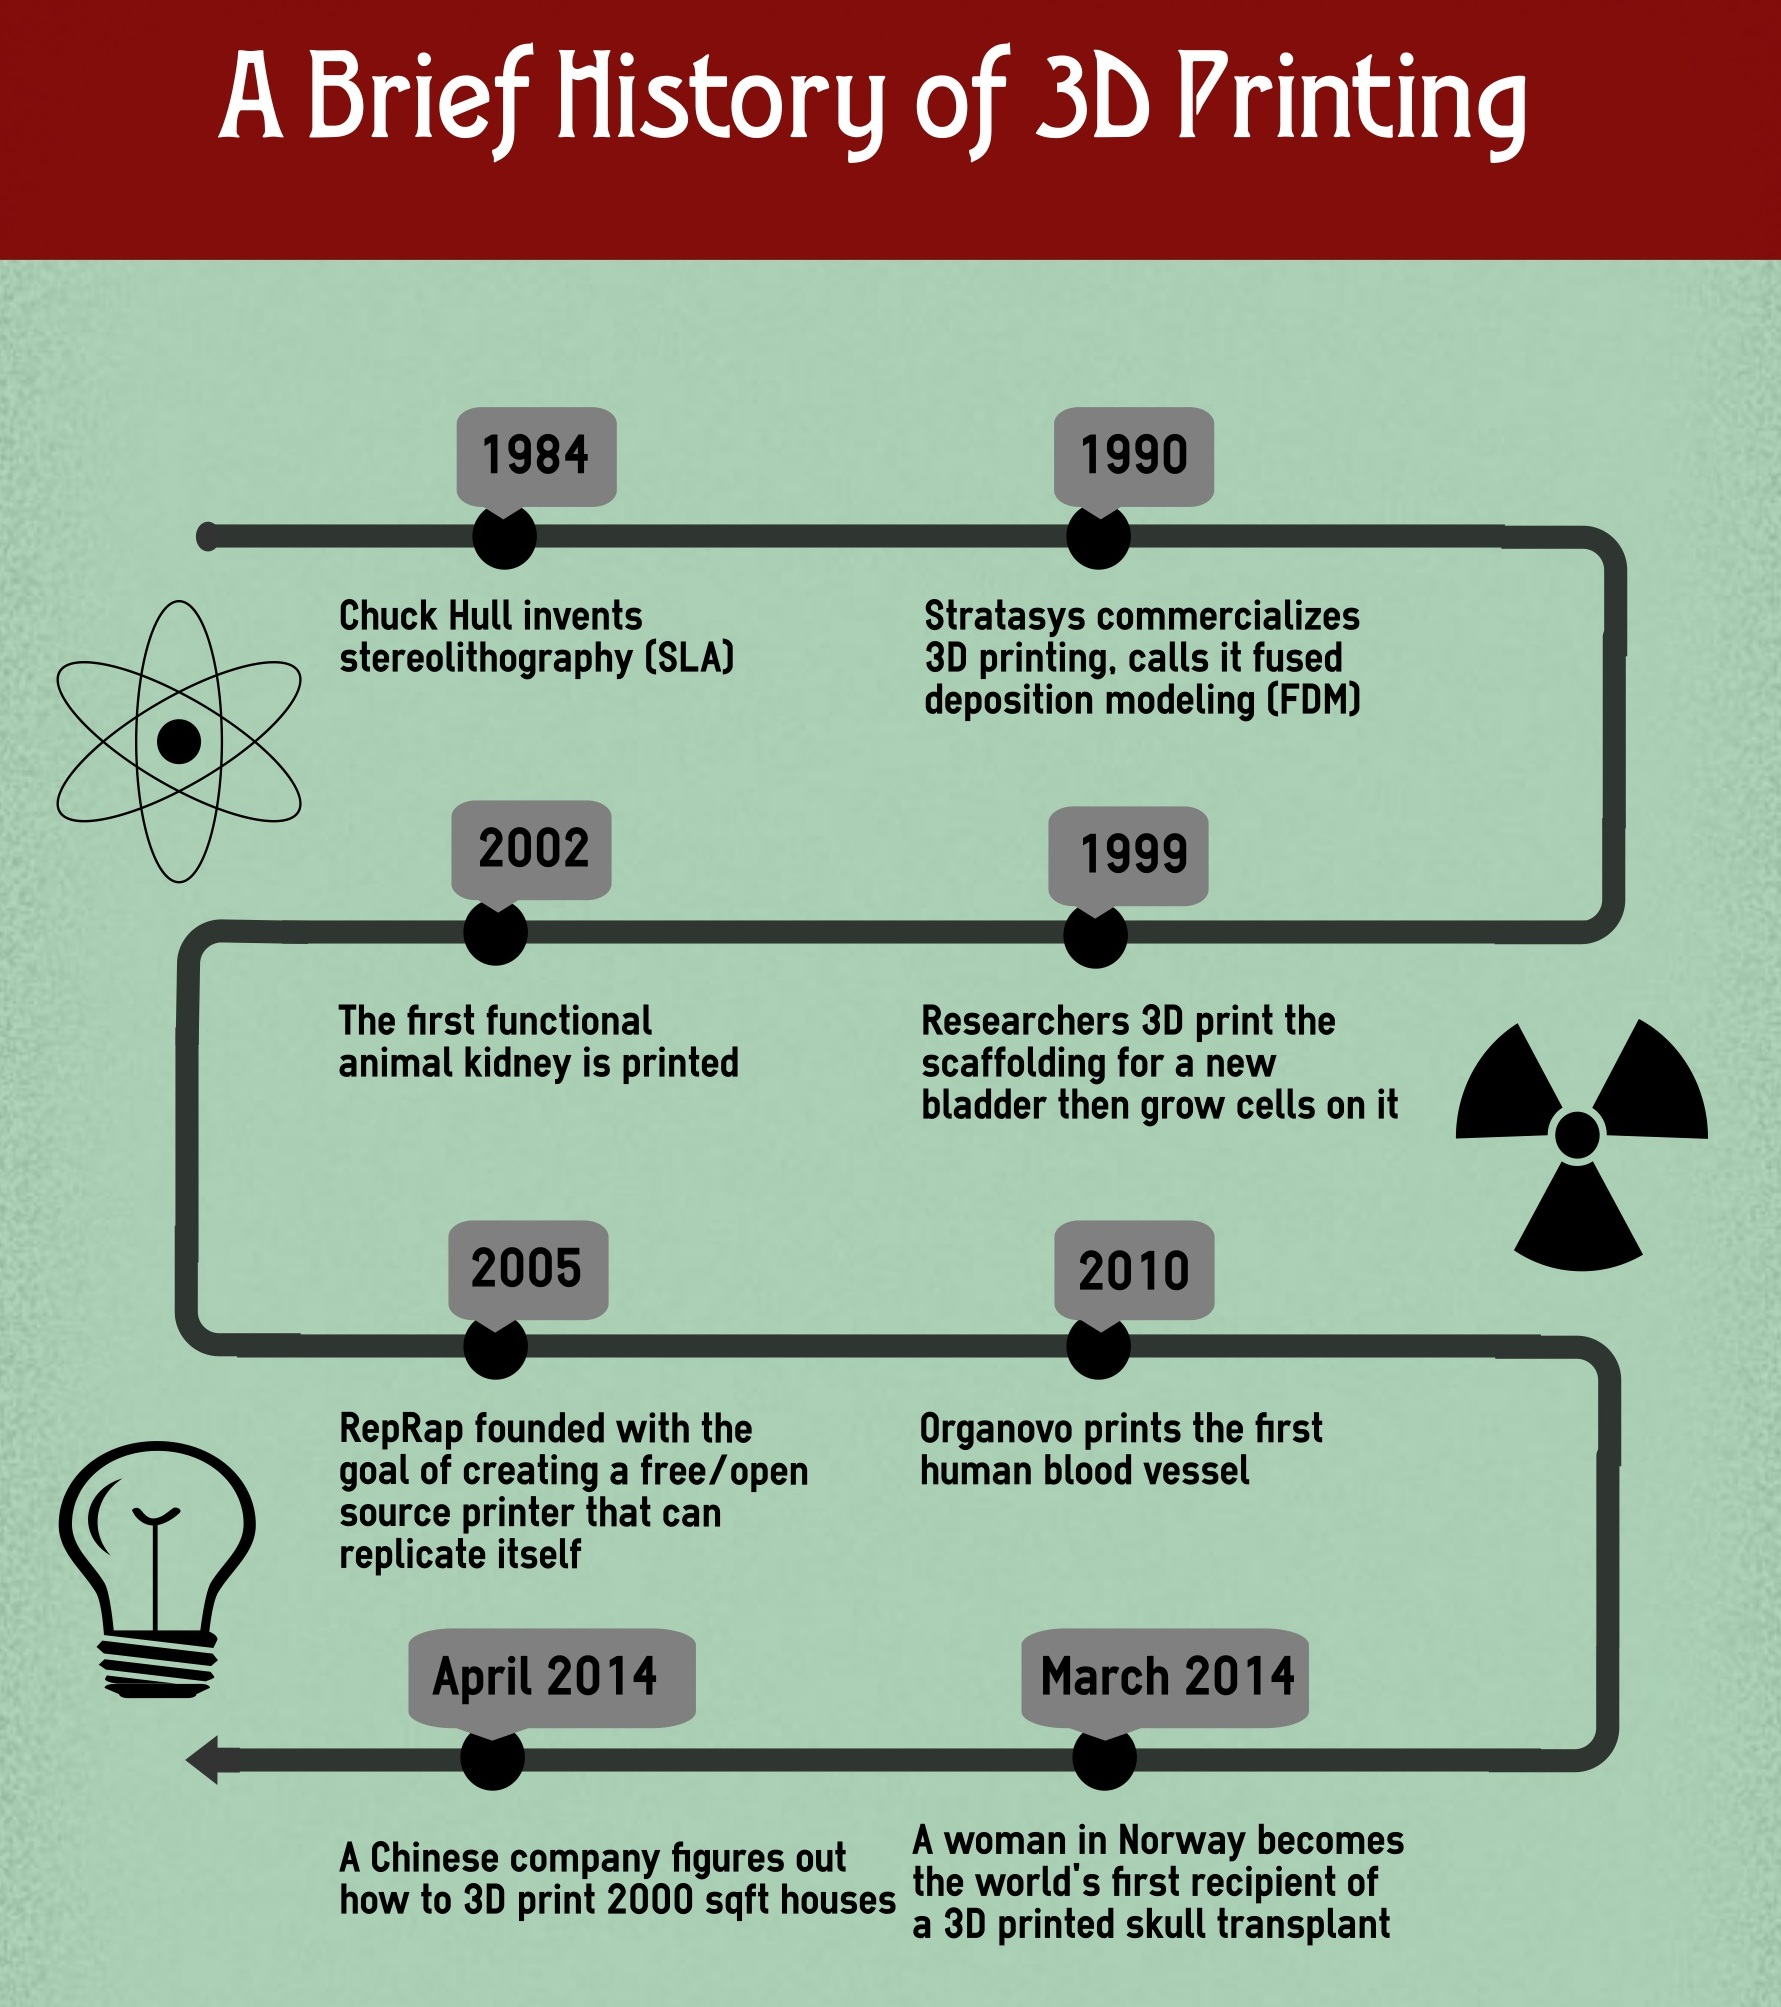 A Brief History of 3D Printing
1984
Chuck Hull invents
stereolithography (SLA)
1990
Stratasys commercializes
3D printing, calls it fused
deposition modeling (FDM)
1999
Researchers 3D print the
scaffolding for a new
bladder then grow cells on it
2002
The first functional
animal kidney is printed
2005
RepRap founded with the
goal of creating a free/open
source printer that can
replicate itself
2010
Organovo prints the first
human blood vessel
March 2014
A woman in Norway becomes
the world's first recipient of
a 3D printed skull transplant
April 2014
A Chinese company figures out
how to 3D print 2000 sqft houses